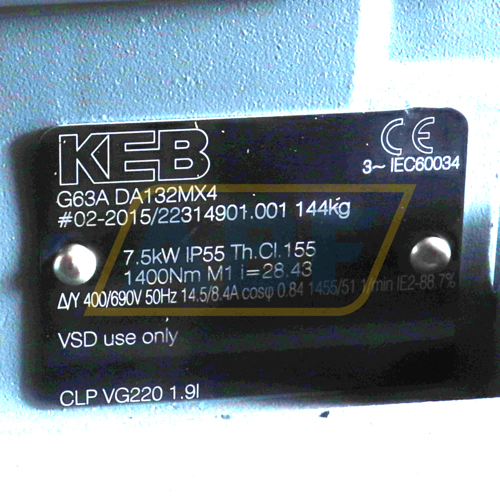 KEB
CE
3~ IEC60034
G63A DA132MX4
#02-2015/22314901.001 144kg
7.5kW IP55 Th.Cl.155
1400Nm M1 i=28.43
Δ/Y 400/690V 50Hz 14.5/8.4A cosφ 0.84 1455/51 1/min IE2-88.7%
VSD use only
CLP VG220 1.9l